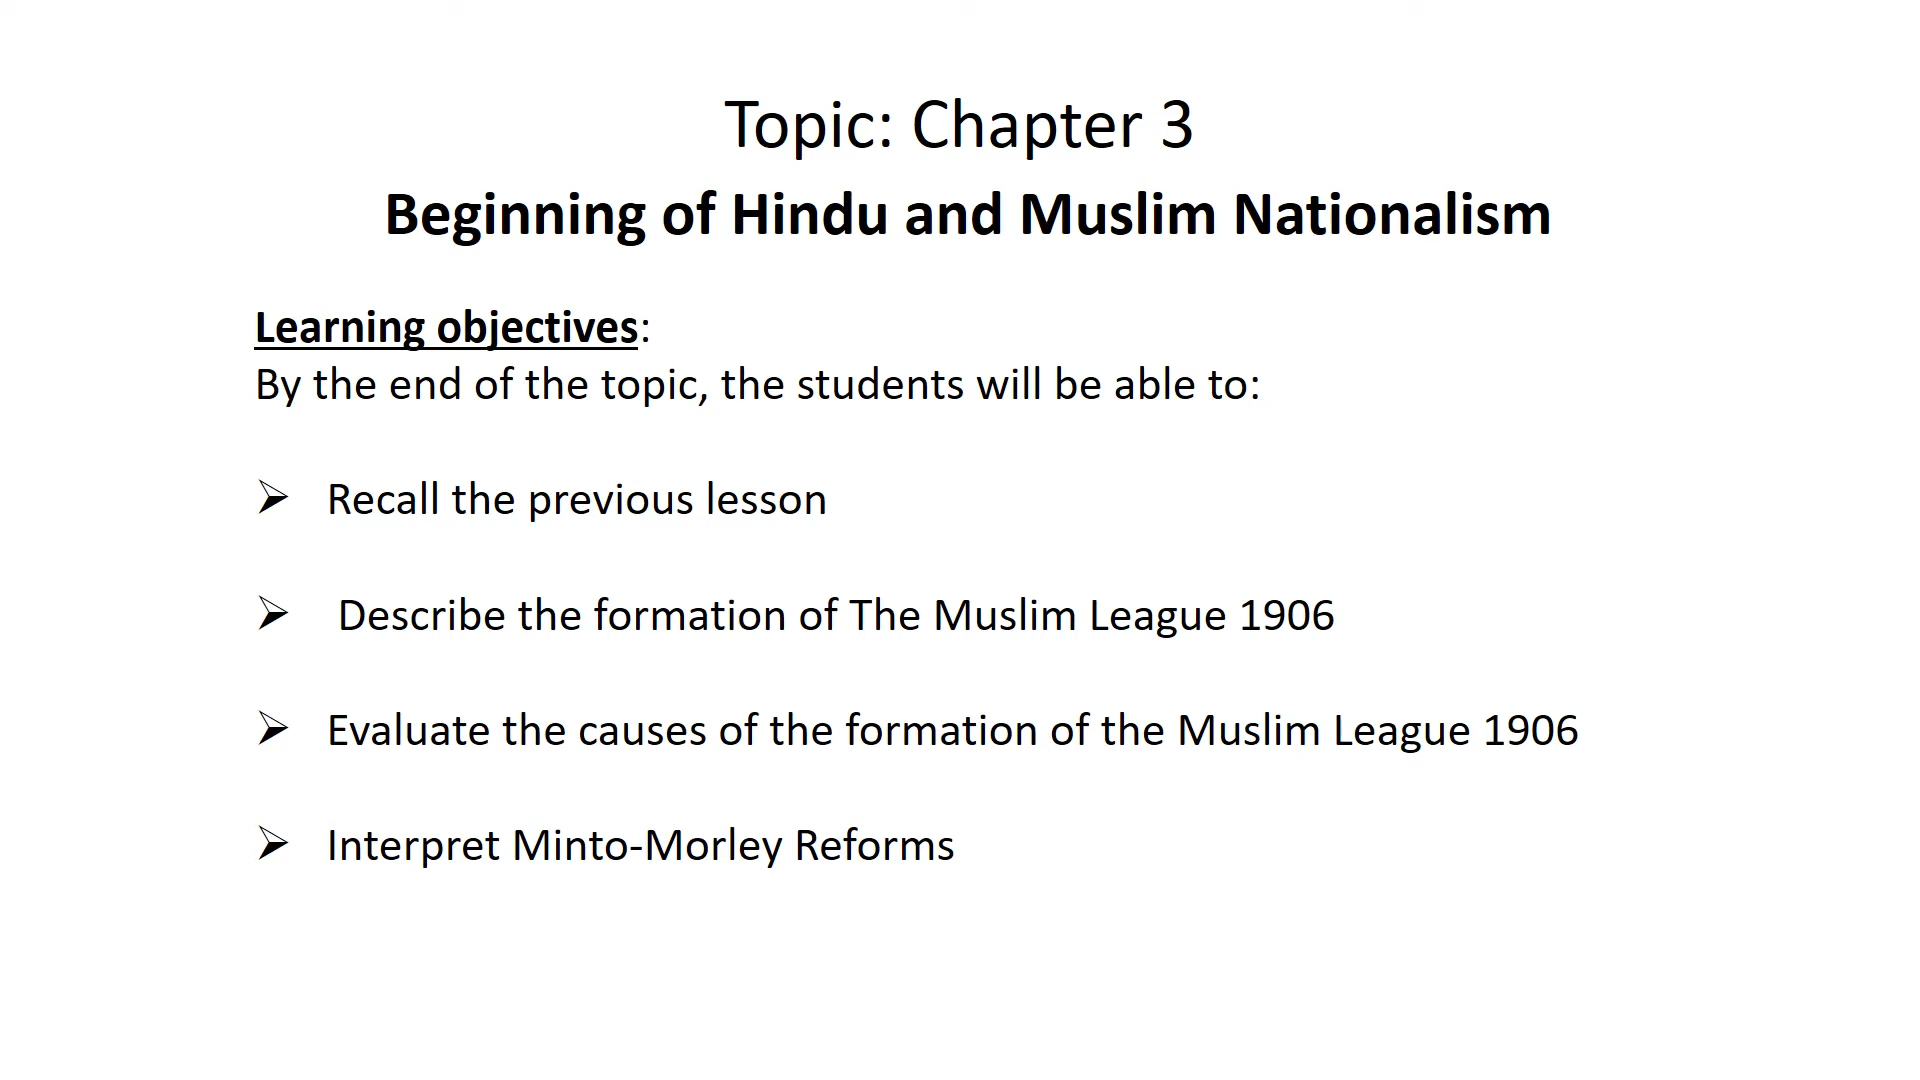 Topic: Chapter 3
Beginning of Hindu and Muslim Nationalism
Learning objectives:
By the end of the topic, the students will be able to:
➢ Recall the previous lesson
➢ Describe the formation of The Muslim League 1906
➢ Evaluate the causes of the formation of the Muslim League 1906
➢ Interpret Minto-Morley Reforms